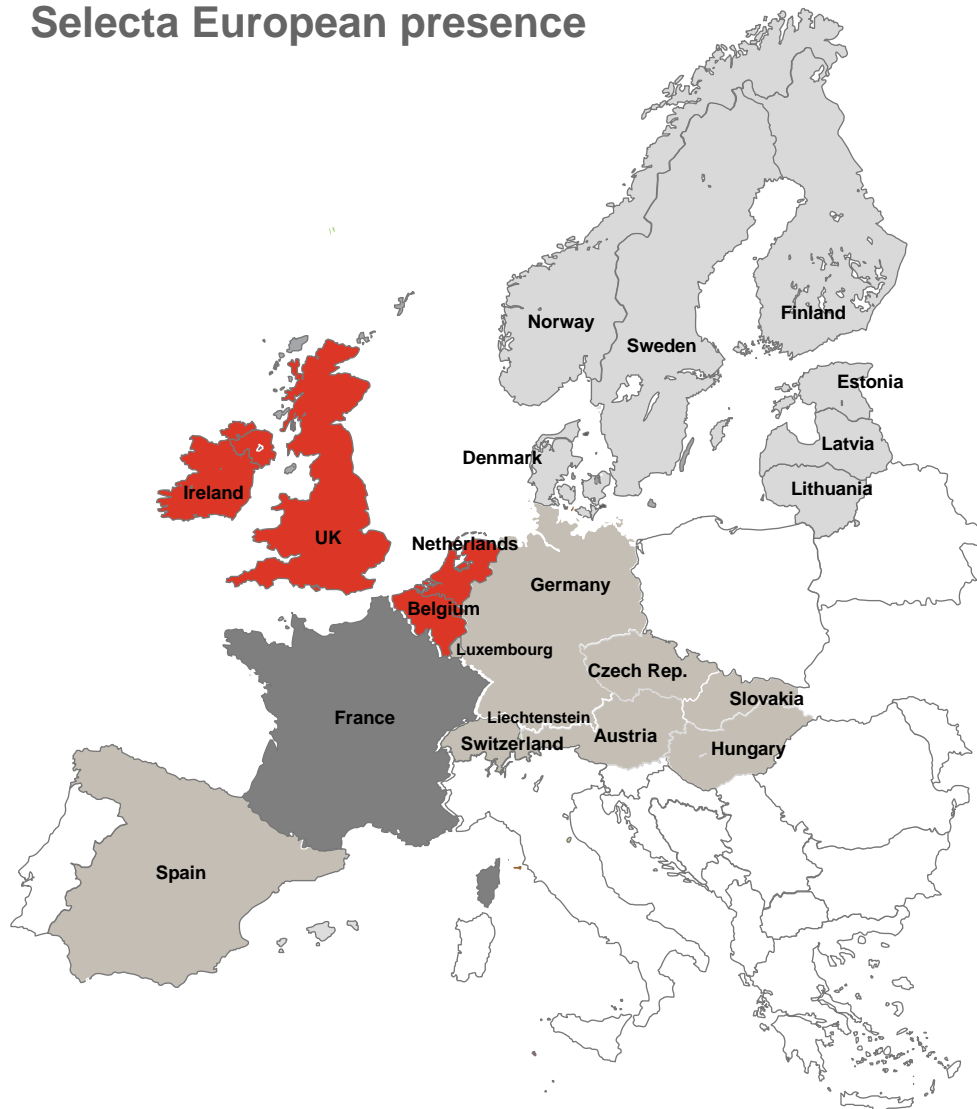 Selecta European presence
Norway
Finland
Sweden
Estonia
Latvia
Denmark
Lithuania
Ireland
UK
Netherlands
Germany
Belgium
Luxembourg
Czech Rep.
Slovakia
France
Liechtenstein
Austria
Switzerland
Hungary
Spain